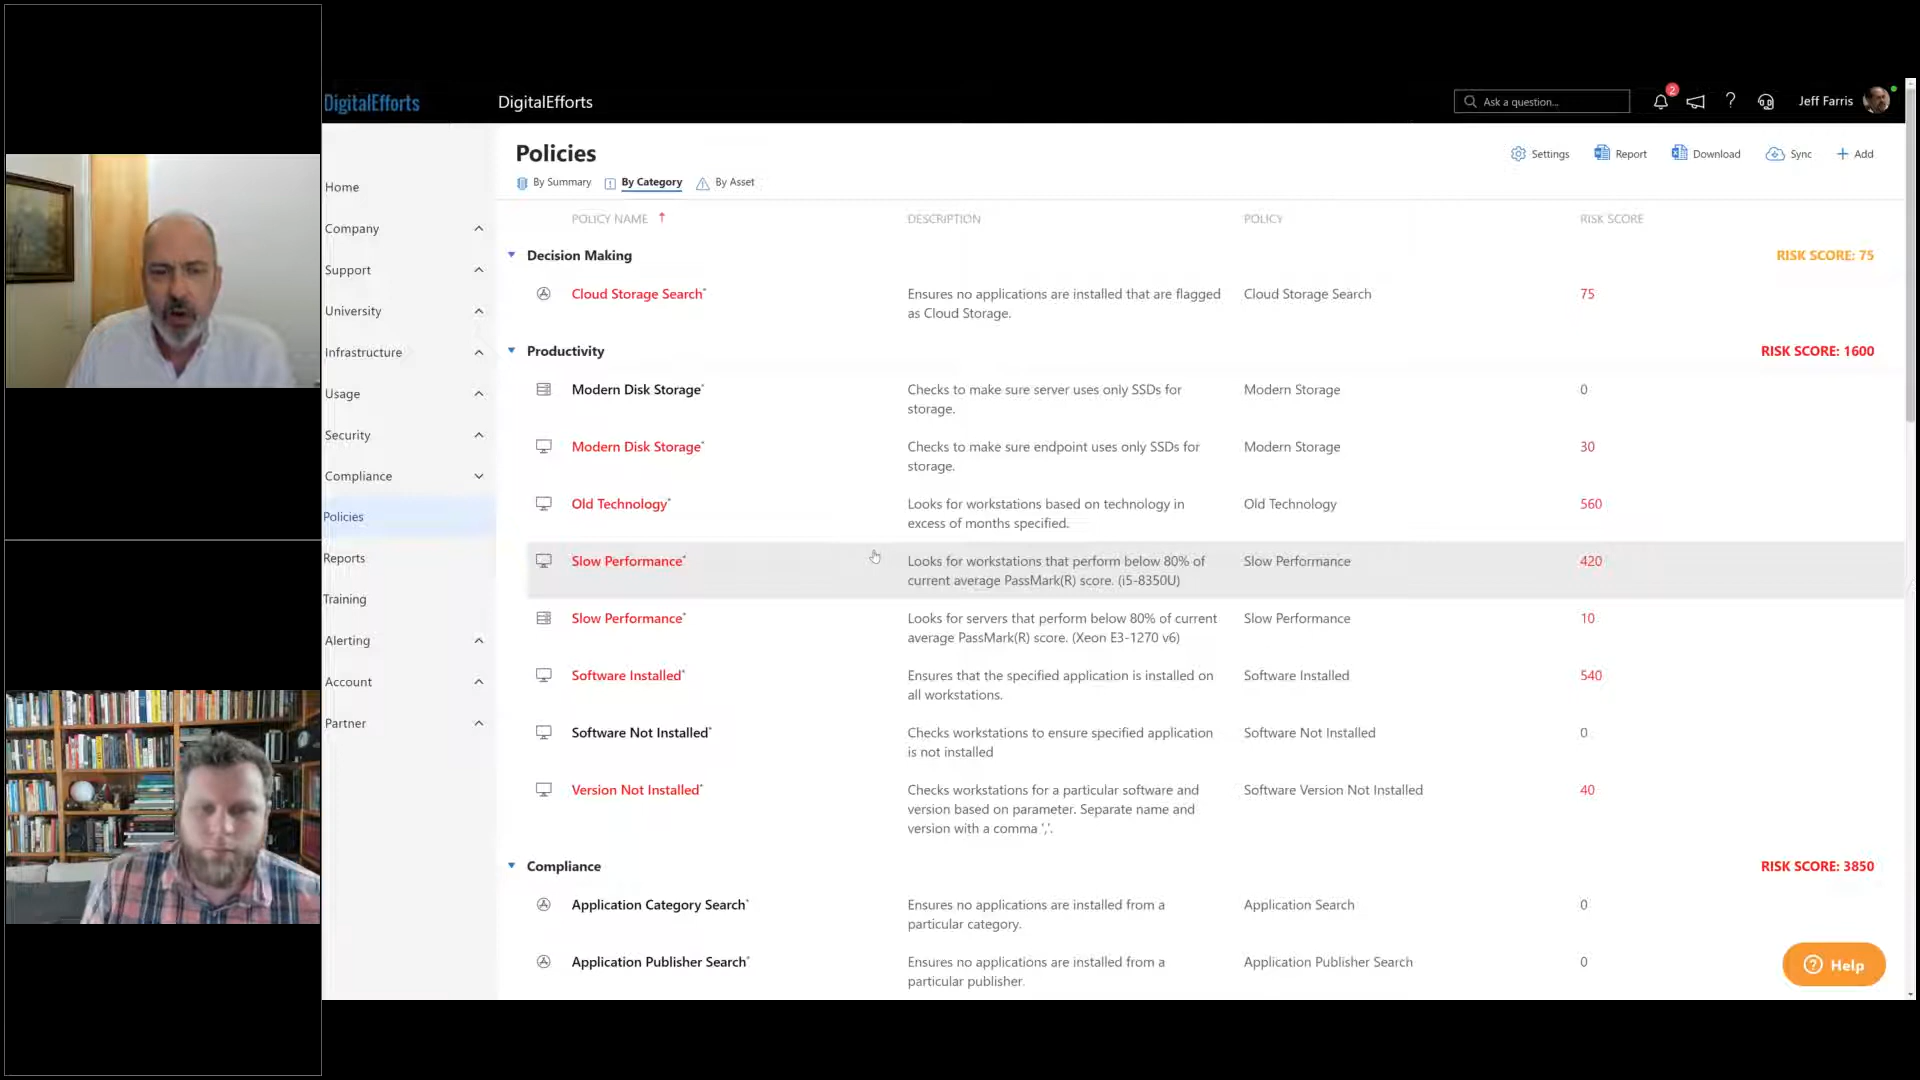 DigitalEfforts
DigitalEfforts
Ask a question...
2
?
Jeff Farris
Home
Company
Support
University
Infrastructure
Usage
Security
Compliance
Policies
Reports
Training
Alerting
Account
Partner
Policies
Settings
Report
Download
Sync
+ Add
By Summary
By Category
By Asset
POLICY NAME ↑ DESCRIPTION POLICY RISK SCORE
Decision Making RISK SCORE: 75
Cloud Storage Search* Ensures no applications are installed that are flagged Cloud Storage Search 75
as Cloud Storage.
Productivity RISK SCORE: 1600
Modern Disk Storage* Checks to make sure server uses only SSDs for Modern Storage 0
storage.
Modern Disk Storage* Checks to make sure endpoint uses only SSDs for Modern Storage 30
storage.
Old Technology* Looks for workstations based on technology in Old Technology 560
excess of months specified.
Slow Performance* Looks for workstations that perform below 80% of Slow Performance 420
current average PassMark(R) score. (i5-8350U)
Slow Performance* Looks for servers that perform below 80% of current Slow Performance 10
average PassMark(R) score. (Xeon E3-1270 v6)
Software Installed* Ensures that the specified application is installed on Software Installed 540
all workstations.
Software Not Installed* Checks workstations to ensure specified application Software Not Installed 0
is not installed
Version Not Installed* Checks workstations for a particular software and Software Version Not Installed 40
version based on parameter. Separate name and
version with a comma ','.
Compliance RISK SCORE: 3850
Application Category Search* Ensures no applications are installed from a Application Search 0
particular category.
Application Publisher Search* Ensures no applications are installed from a Application Publisher Search 0
particular publisher.
? Help